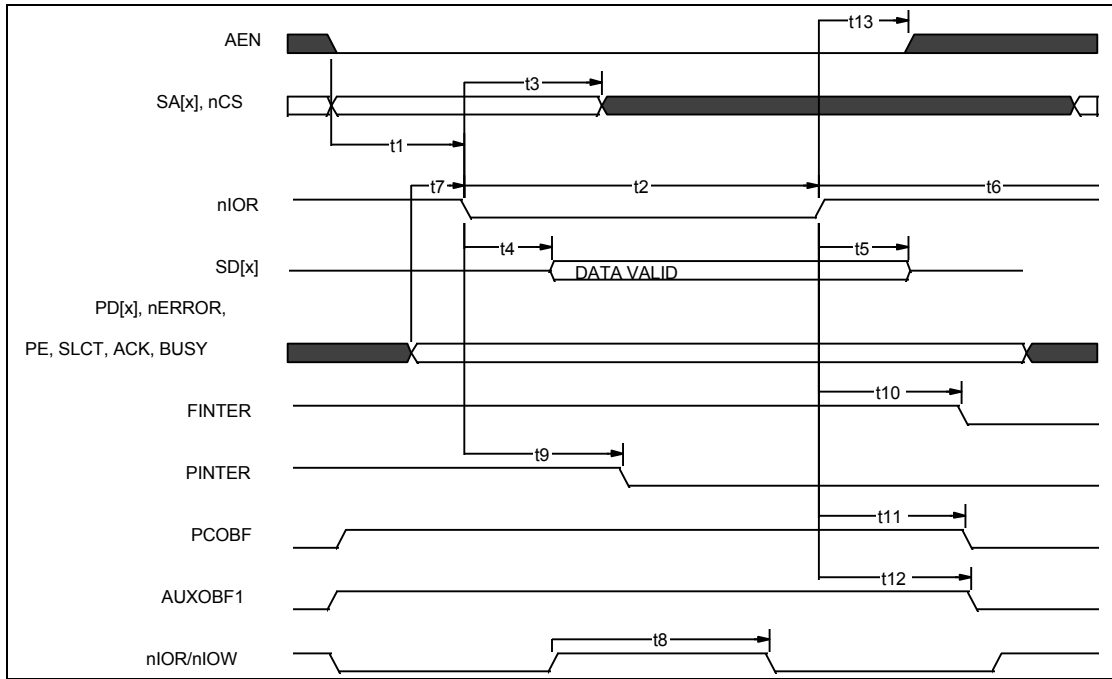 t13
AEN
t3
SA[x], nCS
t1
t7
t2
t6
nIOR
t4
t5
SD[x]
DATA VALID
PD[x], nERROR,
PE, SLCT, ACK, BUSY
t10
FINTER
t9
PINTER
t11
PCOBF
t12
AUXOBF1
t8
nIOR/nIOW